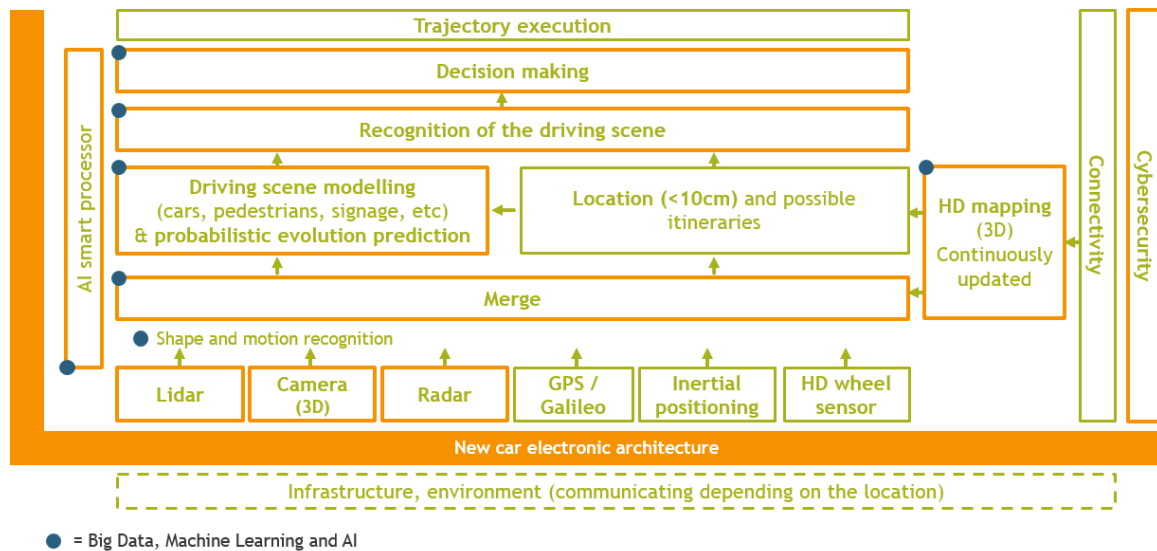 Trajectory execution
Decision making
Recognition of the driving scene
AI smart processor
Driving scene modelling
(cars, pedestrians, signage, etc)
& probabilistic evolution prediction
Location (<10cm) and possible
itineraries
HD mapping
(3D)
Continuously
updated
Connectivity
Cybersecurity
Merge
Shape and motion recognition
Lidar
Camera
(3D)
Radar
GPS /
Galileo
Inertial
positioning
HD wheel
sensor
New car electronic architecture
Infrastructure, environment (communicating depending on the location)
= Big Data, Machine Learning and AI